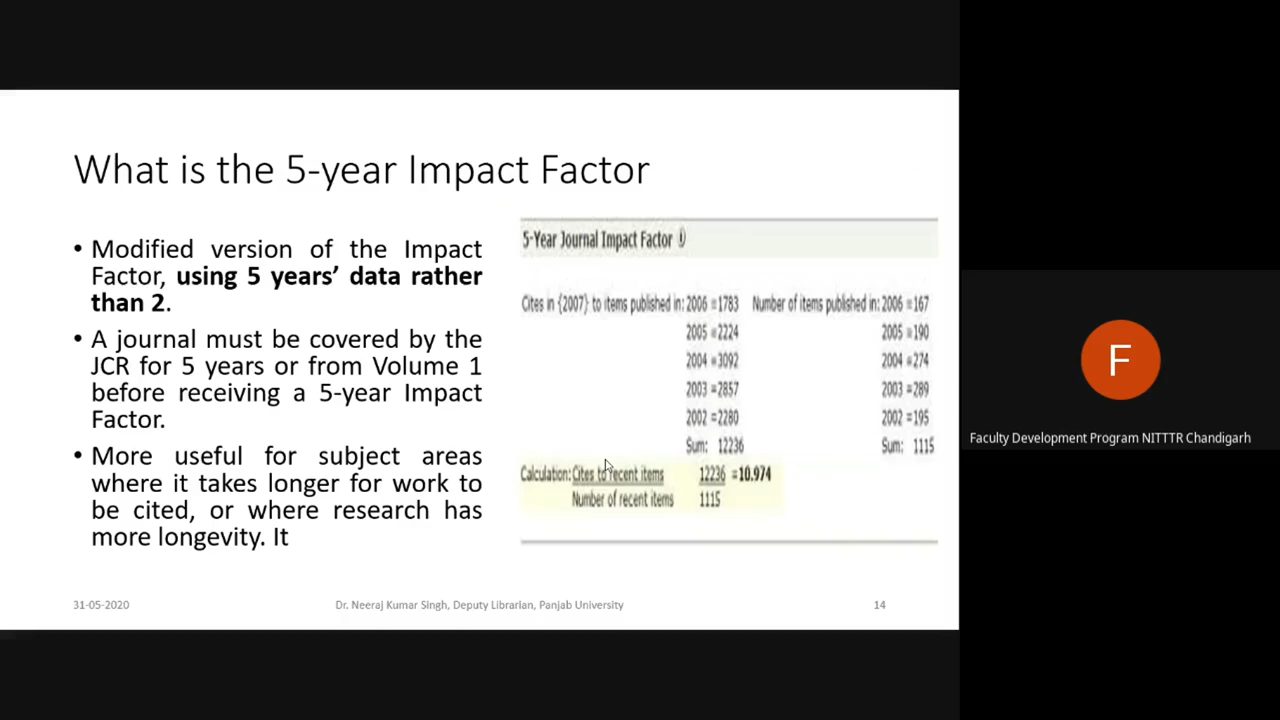 What is the 5-year Impact Factor
• Modified version of the Impact
Factor, using 5 years’ data rather
than 2.
• A journal must be covered by the
JCR for 5 years or from Volume 1
before receiving a 5-year Impact
Factor.
• More useful for subject areas
where it takes longer for work to
be cited, or where research has
more longevity. It
5-Year Journal Impact Factor i
Cites in {2007} to items published in: 2006 =1783 Number of items published in: 2006 =167
2005 =2224 2005 =190
2004 =3092 2004 =274
2003 =2857 2003 =289
2002 =2280 2002 =195
Sum: 12236 Sum: 1115
Calculation: Cites to recent items 12236 =10.974
Number of recent items 1115
31-05-2020 Dr. Neeraj Kumar Singh, Deputy Librarian, Panjab University 14
F
Faculty Development Program NITTTR Chandigarh